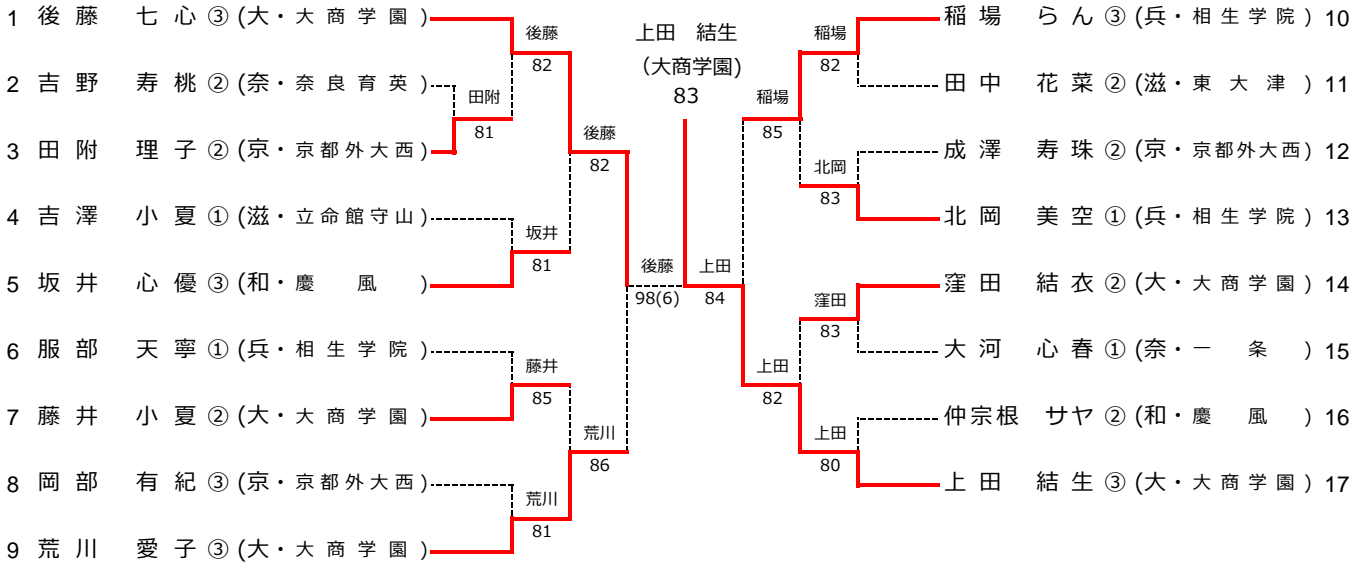 1 後藤 七心 ③ (大・大商学園)
2 吉野 寿桃 ② (奈・奈良育英)
3 田附 理子 ② (京・京都外大西)
4 吉澤 小夏 ① (滋・立命館守山)
5 坂井 心優 ③ (和・慶 風)
6 服部 天寧 ① (兵・相生学院)
7 藤井 小夏 ② (大・大商学園)
8 岡部 有紀 ③ (京・京都外大西)
9 荒川 愛子 ③ (大・大商学園)
後藤
82
田附
81
坂井
81
藤井
85
荒川
81
後藤
82
荒川
86
後藤
98(6)
上田 結生
(大商学園)
83
上田
84
稲場
85
上田
82
稲場
82
北岡
83
窪田
83
上田
80
稲場 らん ③ (兵・相生学院) 10
田中 花菜 ② (滋・東大津) 11
成澤 寿珠 ② (京・京都外大西) 12
北岡 美空 ① (兵・相生学院) 13
窪田 結衣 ② (大・大商学園) 14
大河 心春 ① (奈・一 条) 15
仲宗根 サヤ ② (和・慶 風) 16
上田 結生 ③ (大・大商学園) 17